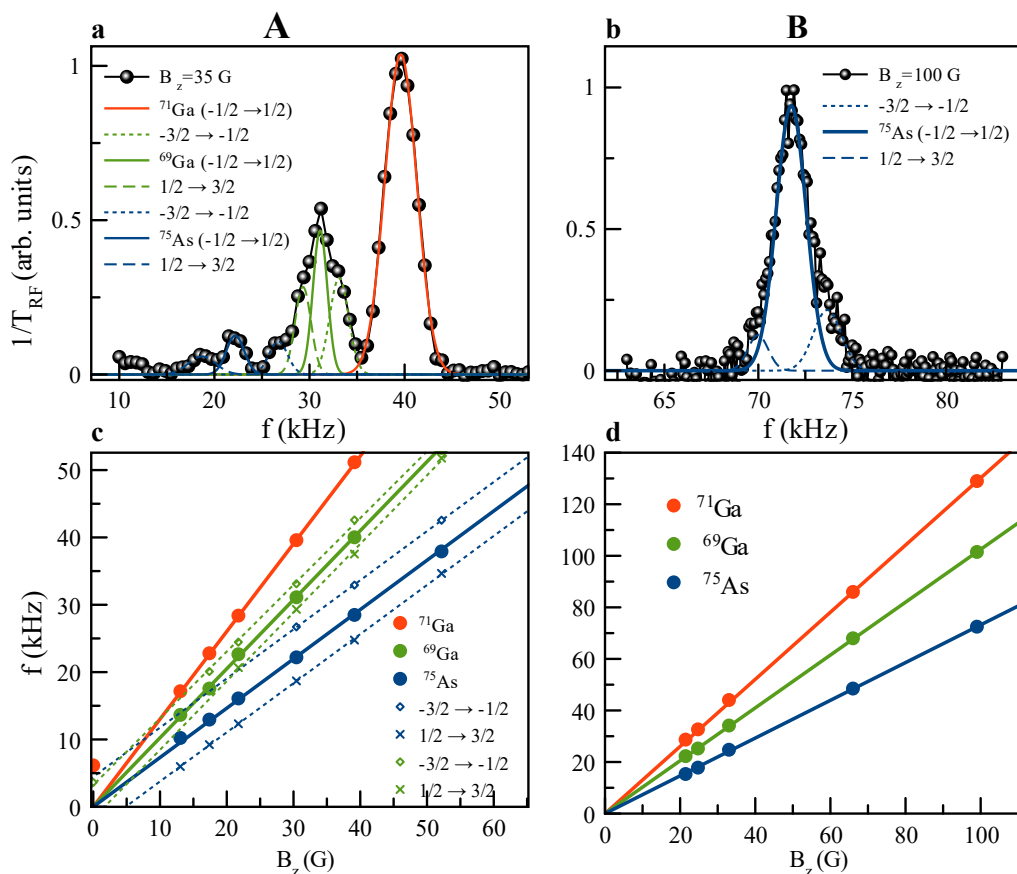 a A
B_z=35 G
⁷¹Ga (-1/2 →1/2)
-3/2 → -1/2
⁶⁹Ga (-1/2 →1/2)
1/2 → 3/2
-3/2 → -1/2
⁷⁵As (-1/2 →1/2)
1/2 → 3/2
1/T_RF (arb. units)
1
0.5
0
10 20 30 40 50
f (kHz)
b B
B_z=100 G
-3/2 → -1/2
⁷⁵As (-1/2 →1/2)
1/2 → 3/2
1
0.5
0
65 70 75 80
f (kHz)
c
f (kHz)
50
40
30
20
10
0
⁷¹Ga
⁶⁹Ga
⁷⁵As
-3/2 → -1/2
1/2 → 3/2
-3/2 → -1/2
1/2 → 3/2
0 10 20 30 40 50 60
B_z (G)
d
140
120
100
80
60
40
20
0
⁷¹Ga
⁶⁹Ga
⁷⁵As
20 40 60 80 100
B_z (G)